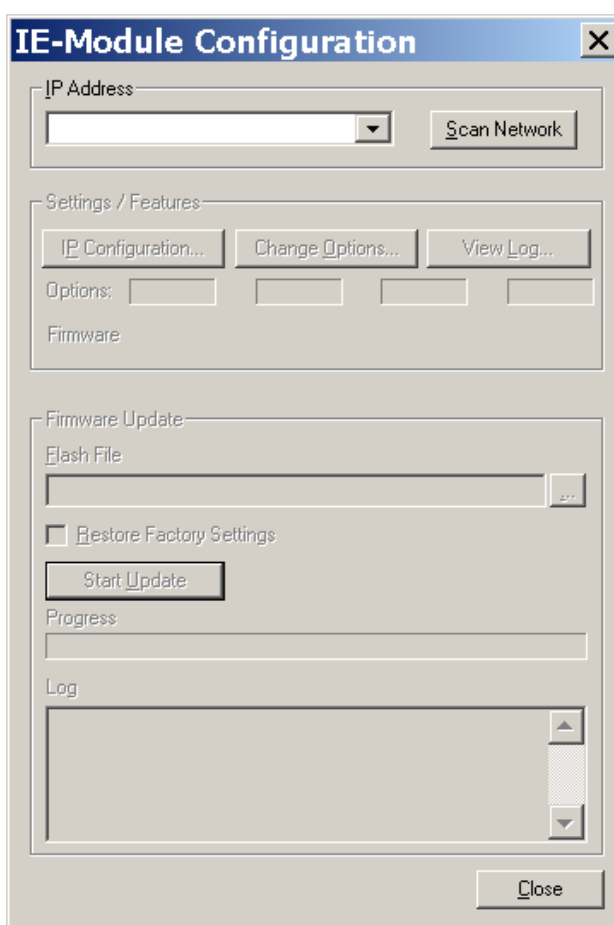 IE-Module Configuration
IP Address
Scan Network
Settings / Features
IP Configuration... Change Options... View Log...
Options:
Firmware
Firmware Update
Flash File
...
Restore Factory Settings
Start Update
Progress
Log
Close